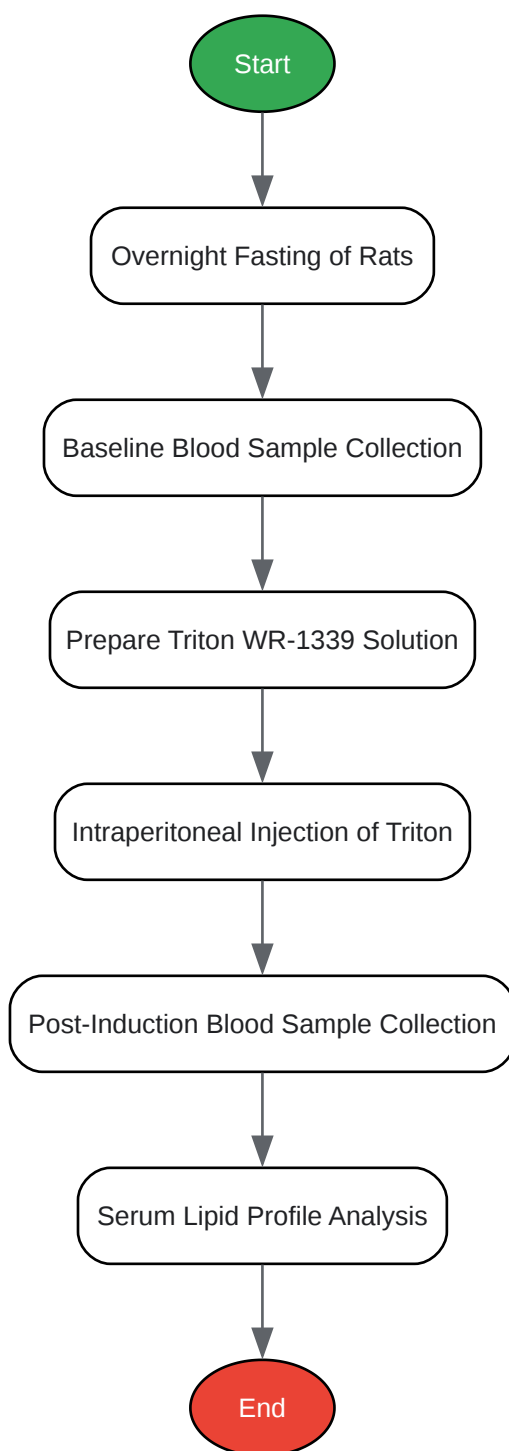 Start
Overnight Fasting of Rats
Baseline Blood Sample Collection
Prepare Triton WR-1339 Solution
Intraperitoneal Injection of Triton
Post-Induction Blood Sample Collection
Serum Lipid Profile Analysis
End